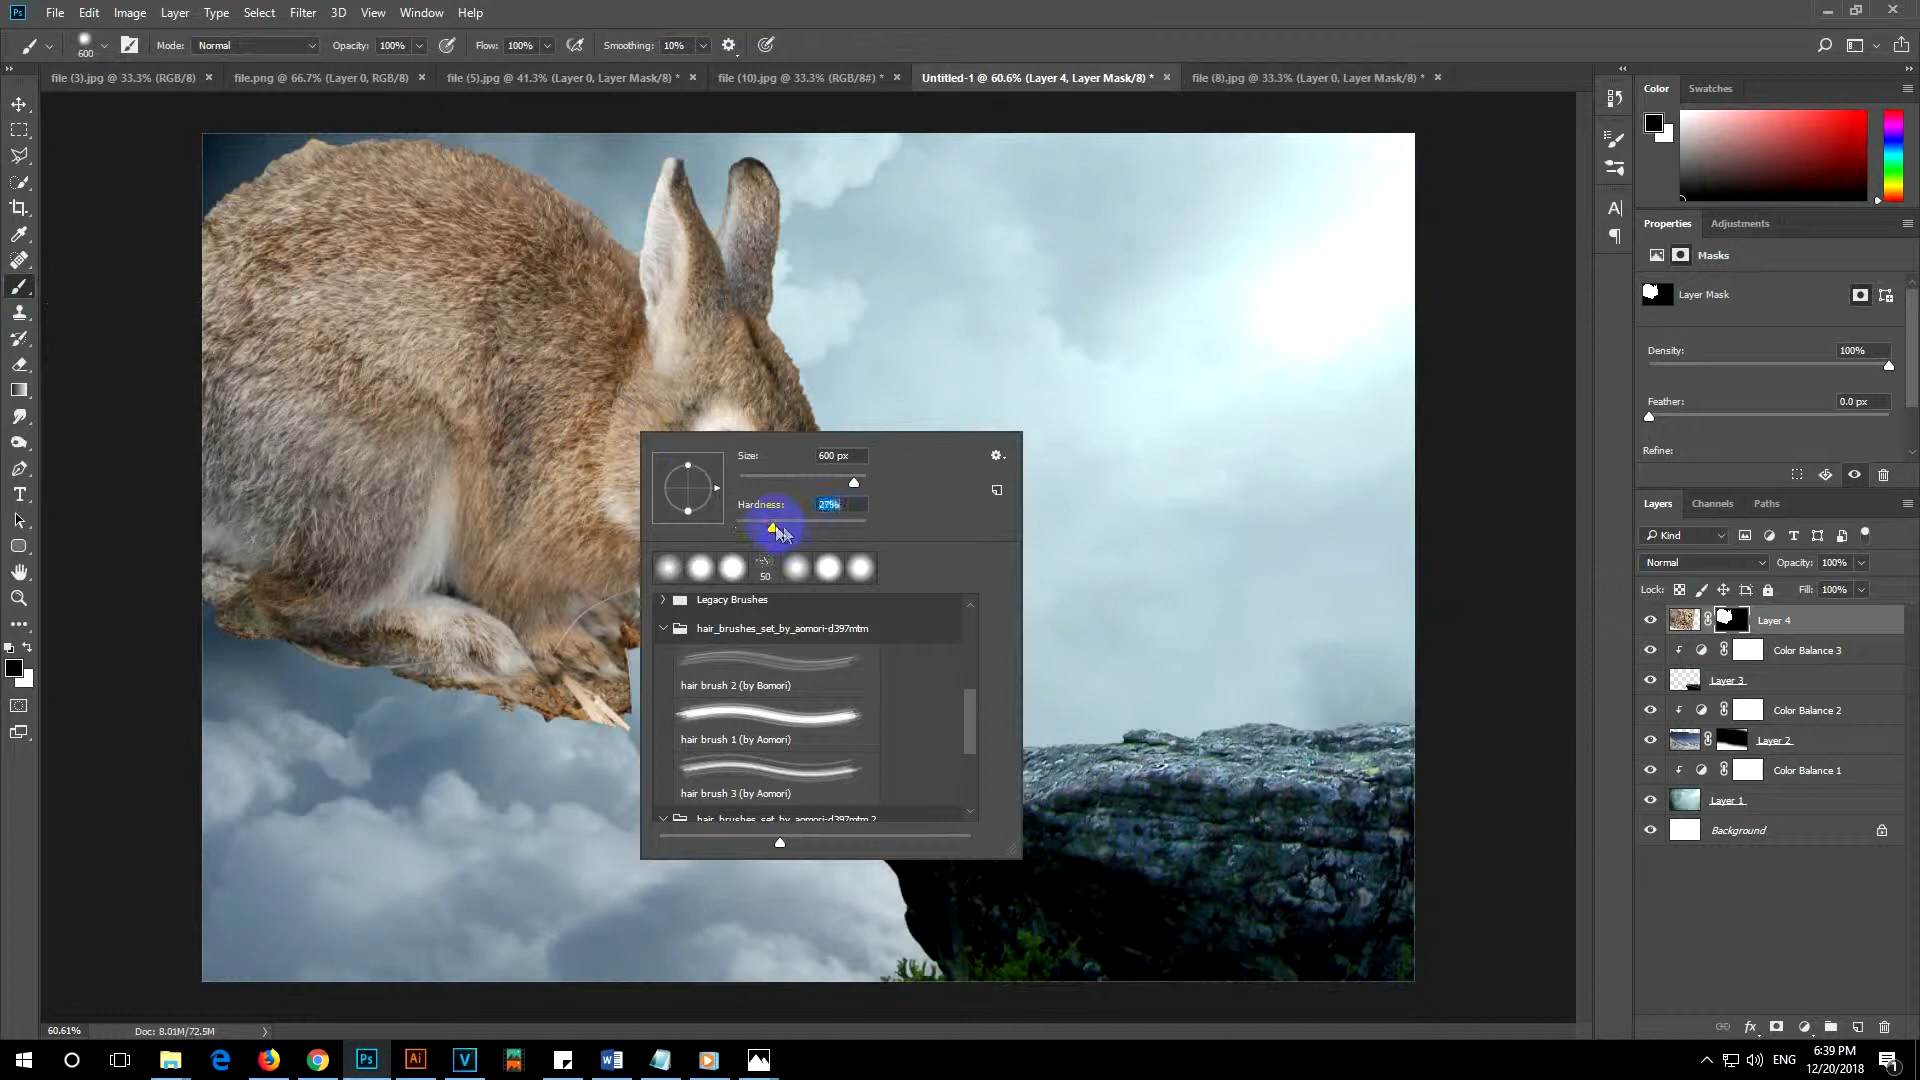 Ps File Edit Image Layer Type Select Filter 3D View Window Help
600 Mode: Normal Opacity: 100% Flow: 100% Smoothing: 10%
file (3).jpg @ 33.3% (RGB/8) × file.png @ 66.7% (Layer 0, RGB/8) × file (5).jpg @ 41.3% (Layer 0, Layer Mask/8) * × file (10).jpg @ 33.3% (RGB/8#) * × Untitled-1 @ 60.6% (Layer 4, Layer Mask/8) * × file (8).jpg @ 33.3% (Layer 0, Layer Mask/8) * ×
Color Swatches
Properties Adjustments
Masks
Layer Mask
Density: 100%
Feather: 0.0 px
Refine:
Size: 600 px
Hardness: 27%
50
Legacy Brushes
hair_brushes_set_by_aomori-d397mtm
hair brush 2 (by Bomori)
hair brush 1 (by Aomori)
hair brush 3 (by Aomori)
hair_brushes_set_by_aomori-d397mtm 2
Layers Channels Paths
Kind
Normal Opacity: 100%
Lock: Fill: 100%
Layer 4
Color Balance 3
Layer 3
Color Balance 2
Layer 2
Color Balance 1
Layer 1
Background
fx
60.61% Doc: 8.01M/72.5M
Ps Ai V W ENG 6:39 PM
12/20/2018 1